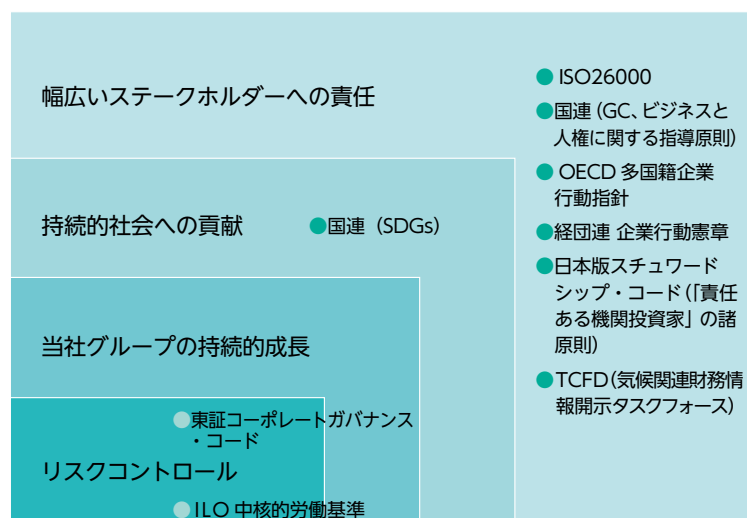 幅広いステークホルダーへの責任
持続的社会への貢献
●国連（SDGs）
当社グループの持続的成長
●東証コーポレートガバナンス
・コード
リスクコントロール
●ILO 中核的労働基準
●ISO26000
●国連（GC、ビジネスと
人権に関する指導原則）
●OECD 多国籍企業
行動指針
●経団連 企業行動憲章
●日本版スチュワード
シップ・コード（「責任
ある機関投資家」の諸
原則）
●TCFD（気候関連財務情
報開示タスクフォース）